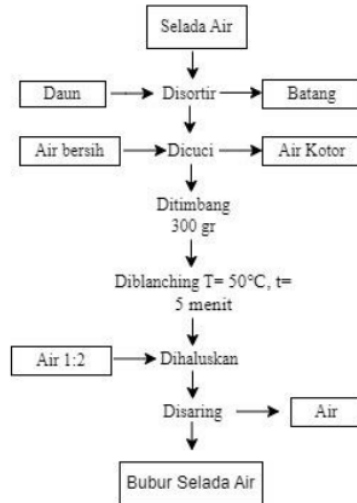 Selada Air
Daun
Disortir
Batang
Air bersih
Dicuci
Air Kotor
Ditimbang
300 gr
Diblanching T= 50°C, t=
5 menit
Air 1:2
Dihaluskan
Disaring
Air
Bubur Selada Air